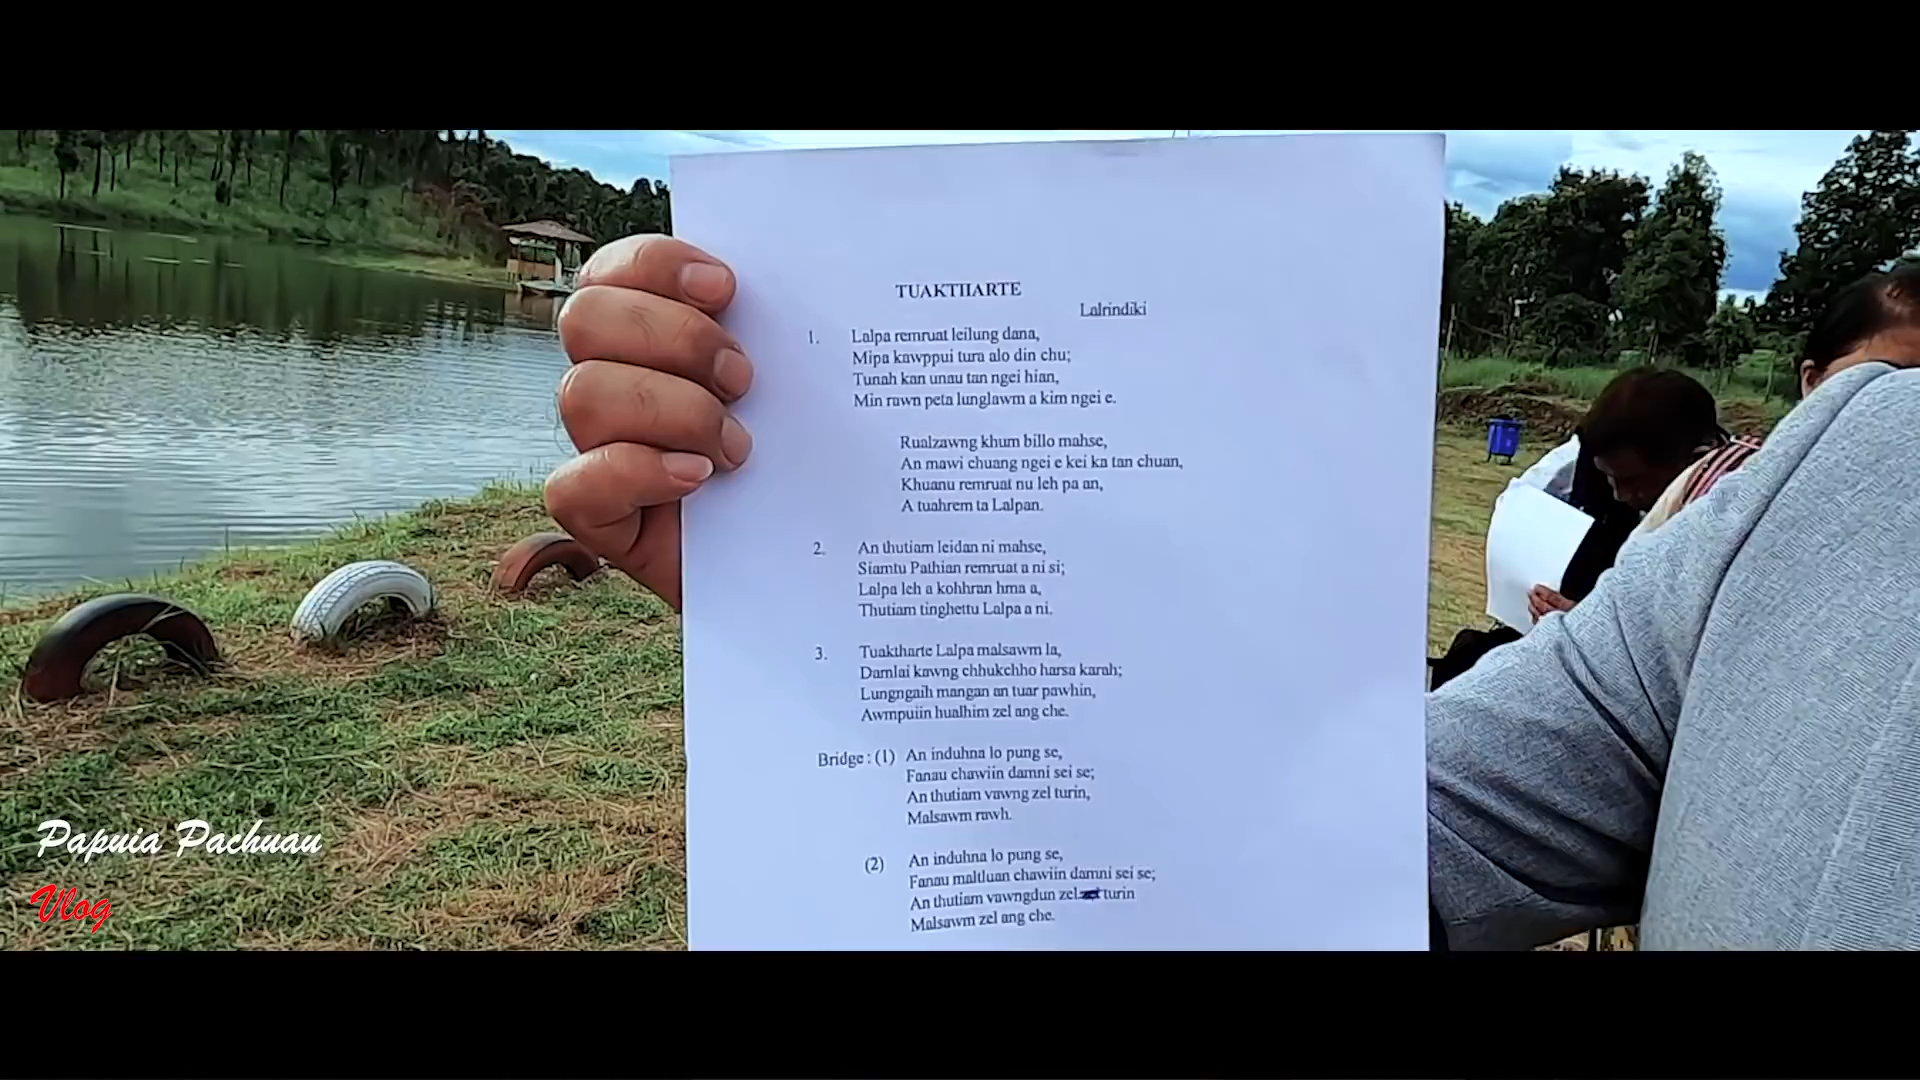 TUAKTHARTE
Lalrindiki
1. Lalpa remruat leilung dana,
Mipa kawppui tura alo din chu;
Tunah kan unau tan ngei hian,
Min rawn peta lunglawm a kim ngei e.
Rualzawng khum billo mahse,
An mawi chuang ngei e kei ka tan chuan,
Khuanu remruat nu leh pa an,
A tuahrem ta Lalpan.
2. An thutiam leidan ni mahse,
Siamtu Pathian remruat a ni si;
Lalpa leh a kohhran hma a,
Thutiam tinghettu Lalpa a ni.
3. Tuaktharte Lalpa malsawm la,
Damlai kawng chhukchho harsa karah;
Lungngaih mangan an tuar pawhin,
Awmpuiin hualhim zel ang che.
Bridge : (1) An induhna lo pung se,
Fanau chawiin damni sei se;
An thutiam vawng zel turin,
Malsawm rawh.
(2) An induhna lo pung se,
Fanau maltluan chawiin damni sei se;
An thutiam vawngdun zel turin
Malsawm zel ang che.
Papuia Pachuau
Vlog